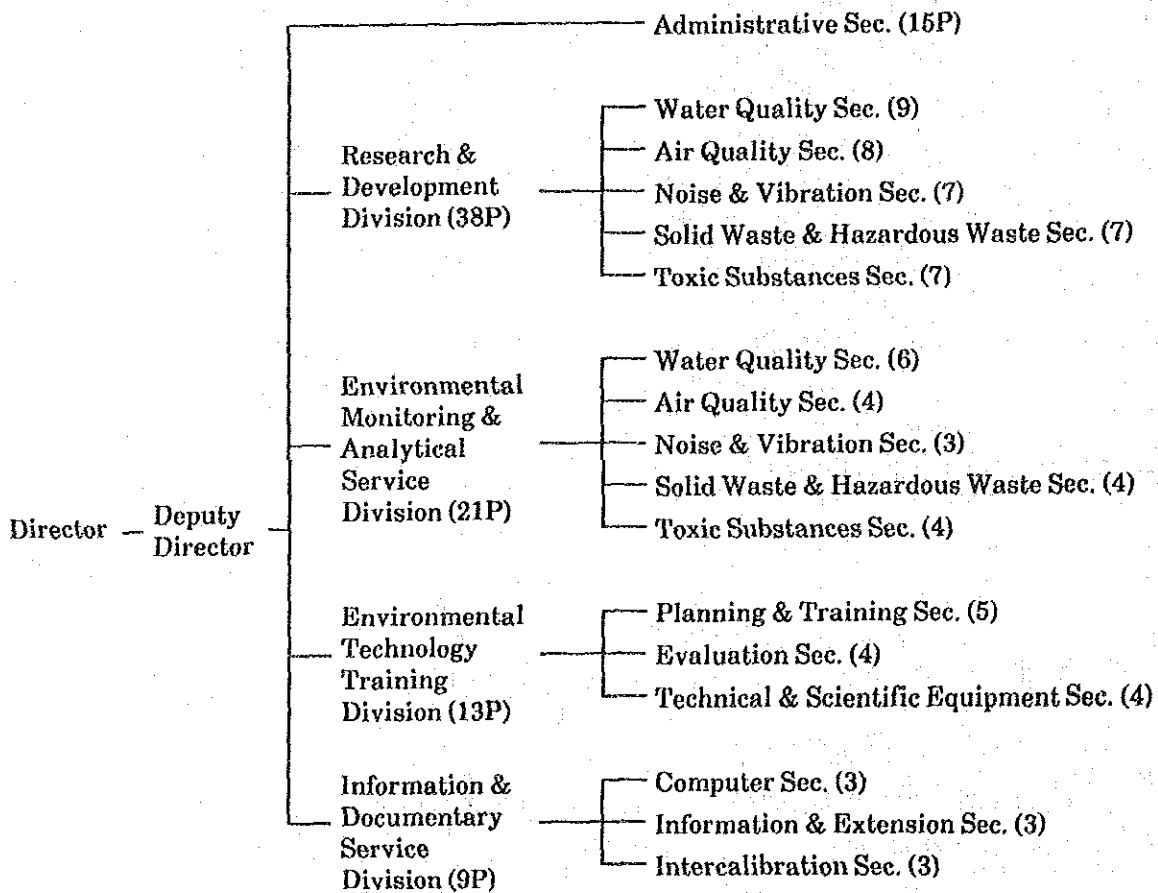 Administrative Sec. (15P)
Research &
Development
Division (38P)
Water Quality Sec. (9)
Air Quality Sec. (8)
Noise & Vibration Sec. (7)
Solid Waste & Hazardous Waste Sec. (7)
Toxic Substances Sec. (7)
Environmental
Monitoring &
Analytical
Service
Division (21P)
Water Quality Sec. (6)
Air Quality Sec. (4)
Noise & Vibration Sec. (3)
Solid Waste & Hazardous Waste Sec. (4)
Toxic Substances Sec. (4)
Director
Deputy
Director
Environmental
Technology
Training
Division (13P)
Planning & Training Sec. (5)
Evaluation Sec. (4)
Technical & Scientific Equipment Sec. (4)
Information &
Documentary
Service
Division (9P)
Computer Sec. (3)
Information & Extension Sec. (3)
Intercalibration Sec. (3)